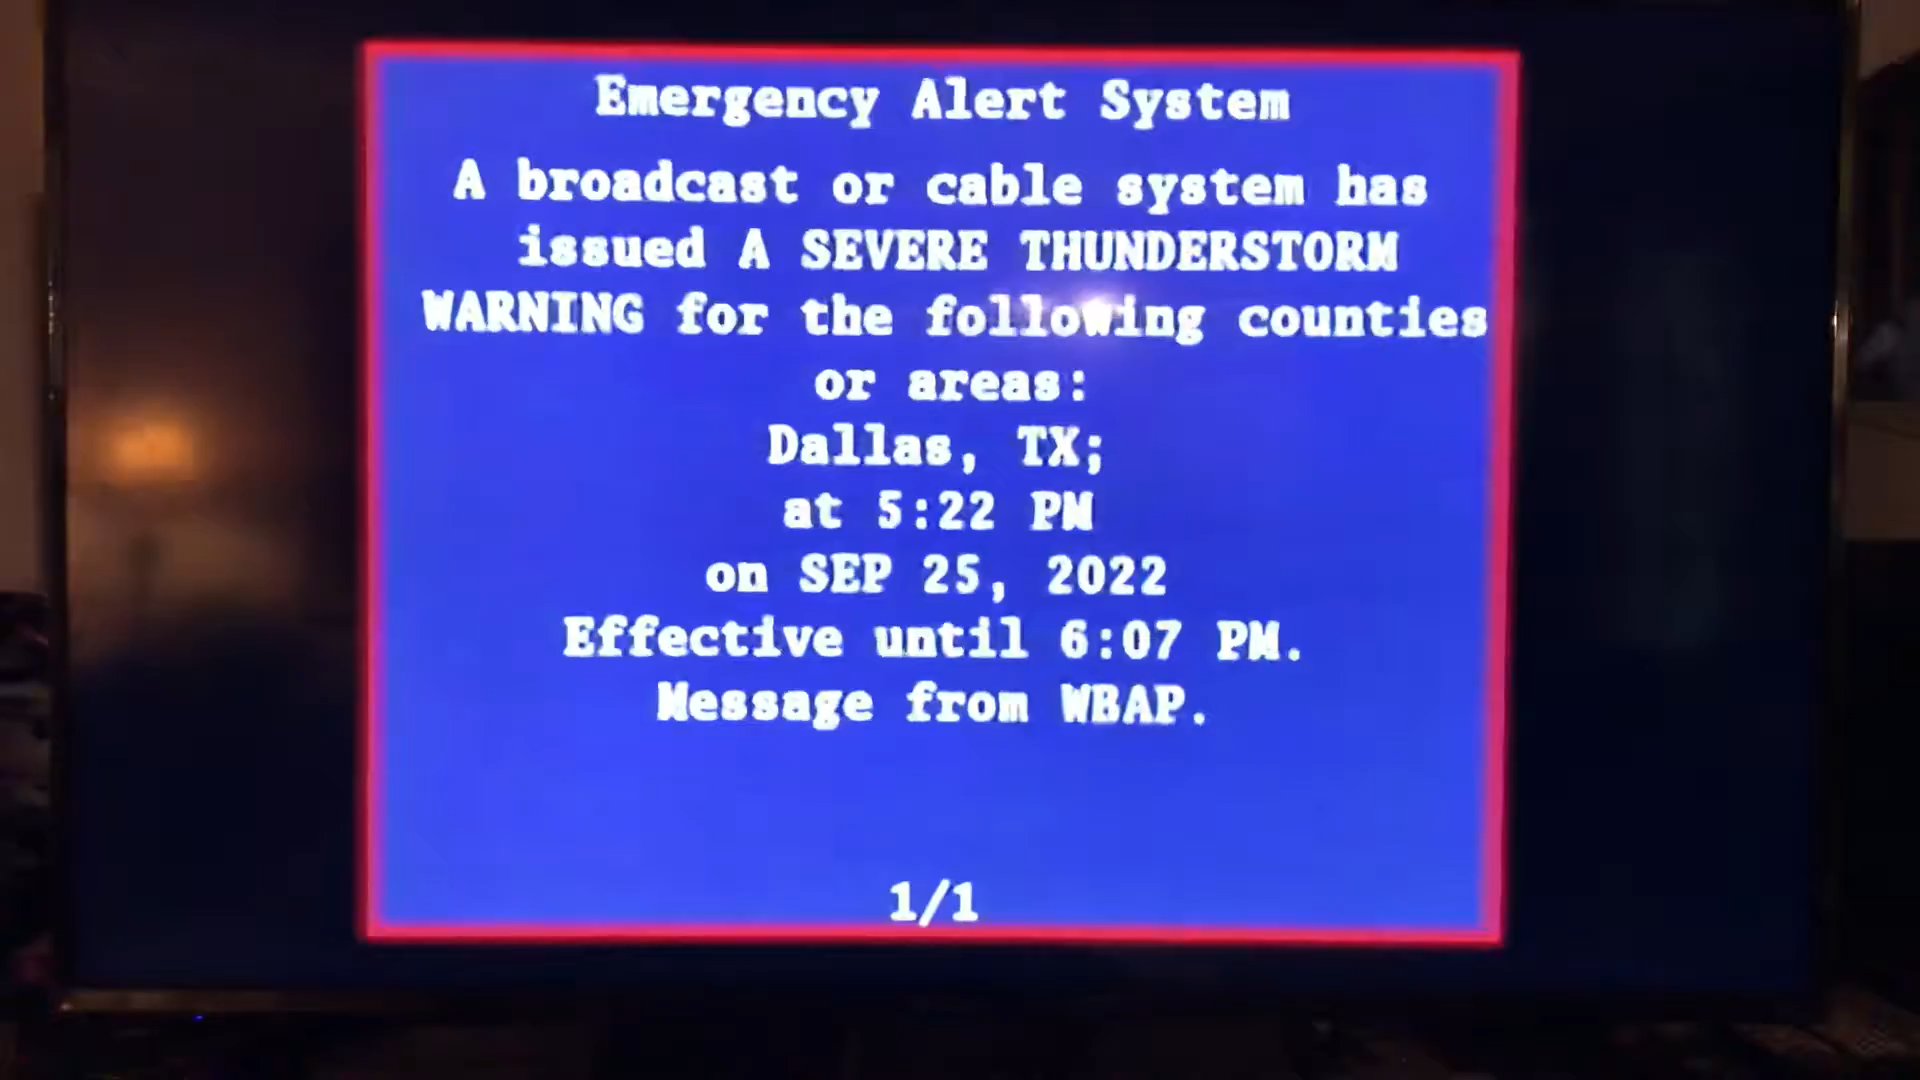 Emergency Alert System
A broadcast or cable system has
issued A SEVERE THUNDERSTORM
WARNING for the following counties
or areas:
Dallas, TX;
at 5:22 PM
on SEP 25, 2022
Effective until 6:07 PM.
Message from WBAP.
1/1